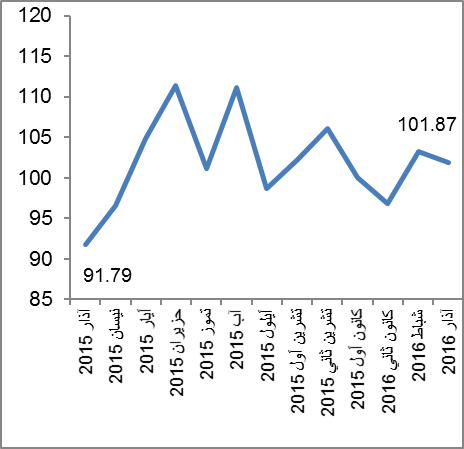 120
115
110
105
100
95
90
85
101.87
91.79
آذار 2015
نيسان 2015
أيار 2015
حزيران 2015
تموز 2015
آب 2015
أيلول 2015
تشرين أول 2015
تشرين ثاني 2015
كانون أول 2015
كانون ثاني 2016
شباط 2016
آذار 2016